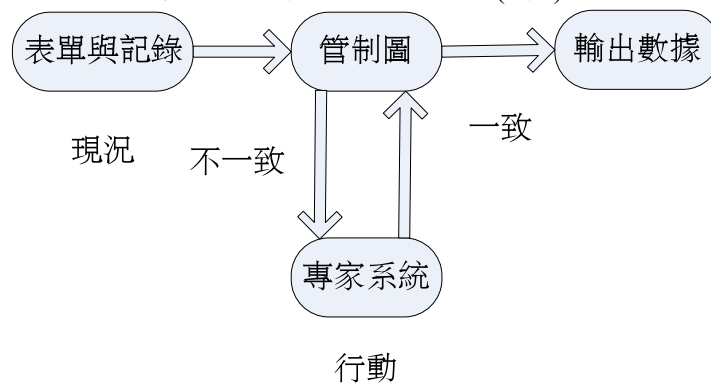 表單與記錄
管制圖
輸出數據
現況
不一致
一致
專家系統
行動